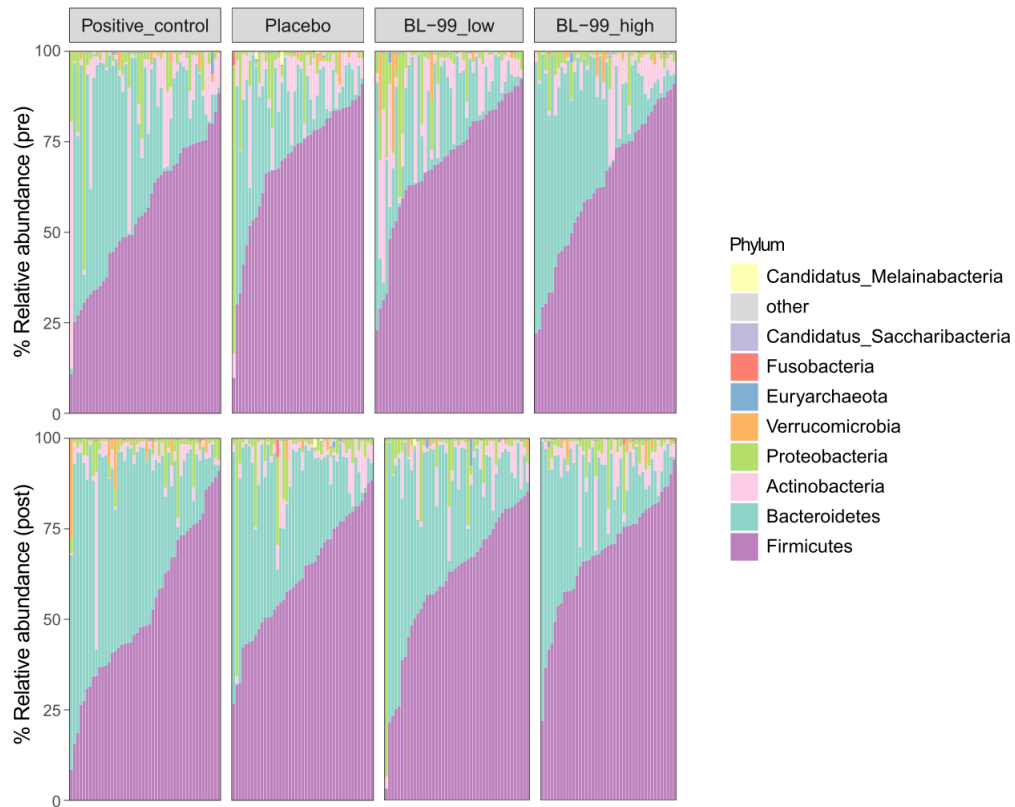 Positive_control
Placebo
BL−99_low
BL−99_high
% Relative abundance (pre)
100
75
50
25
0
% Relative abundance (post)
100
75
50
25
0
Phylum
Candidatus_Melainabacteria
other
Candidatus_Saccharibacteria
Fusobacteria
Euryarchaeota
Verrucomicrobia
Proteobacteria
Actinobacteria
Bacteroidetes
Firmicutes